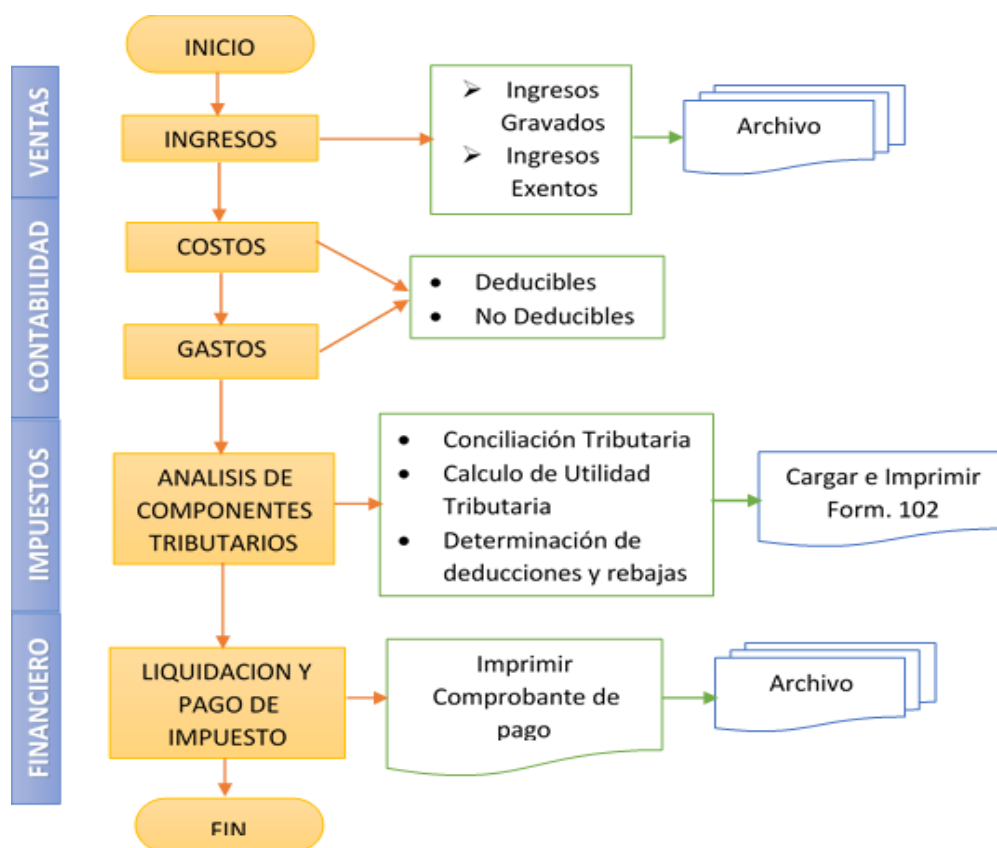 INICIO
VENTAS
INGRESOS
➢ Ingresos
Gravados
➢ Ingresos
Exentos
Archivo
CONTABILIDAD
COSTOS
• Deducibles
• No Deducibles
GASTOS
IMPUESTOS
ANALISIS DE
COMPONENTES
TRIBUTARIOS
• Conciliación Tributaria
• Calculo de Utilidad
Tributaria
• Determinación de
deducciones y rebajas
Cargar e Imprimir
Form. 102
FINANCIERO
LIQUIDACION Y
PAGO DE
IMPUESTO
Imprimir
Comprobante de
pago
Archivo
FIN